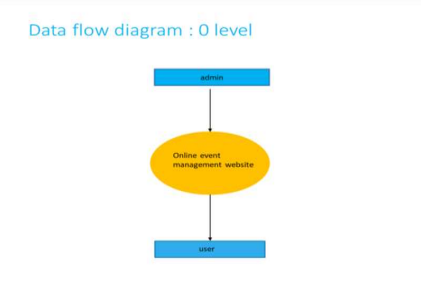 Data flow diagram : 0 level
admin
Online event
management website
user